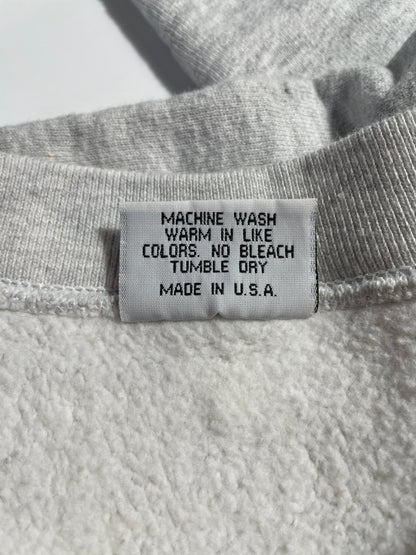 MACHINE WASH
WARM IN LIKE
COLORS. NO BLEACH
TUMBLE DRY
MADE IN U.S.A.